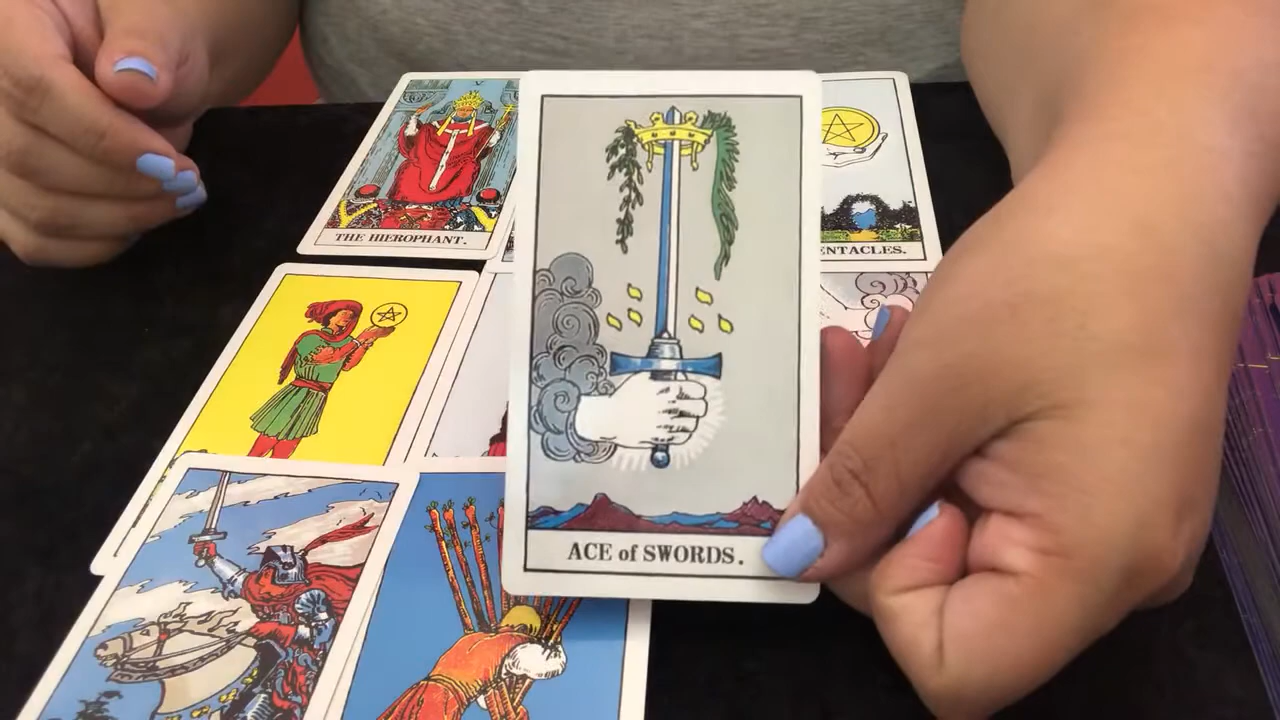 V
THE HIEROPHANT.
ENTACLES.
ACE of SWORDS.